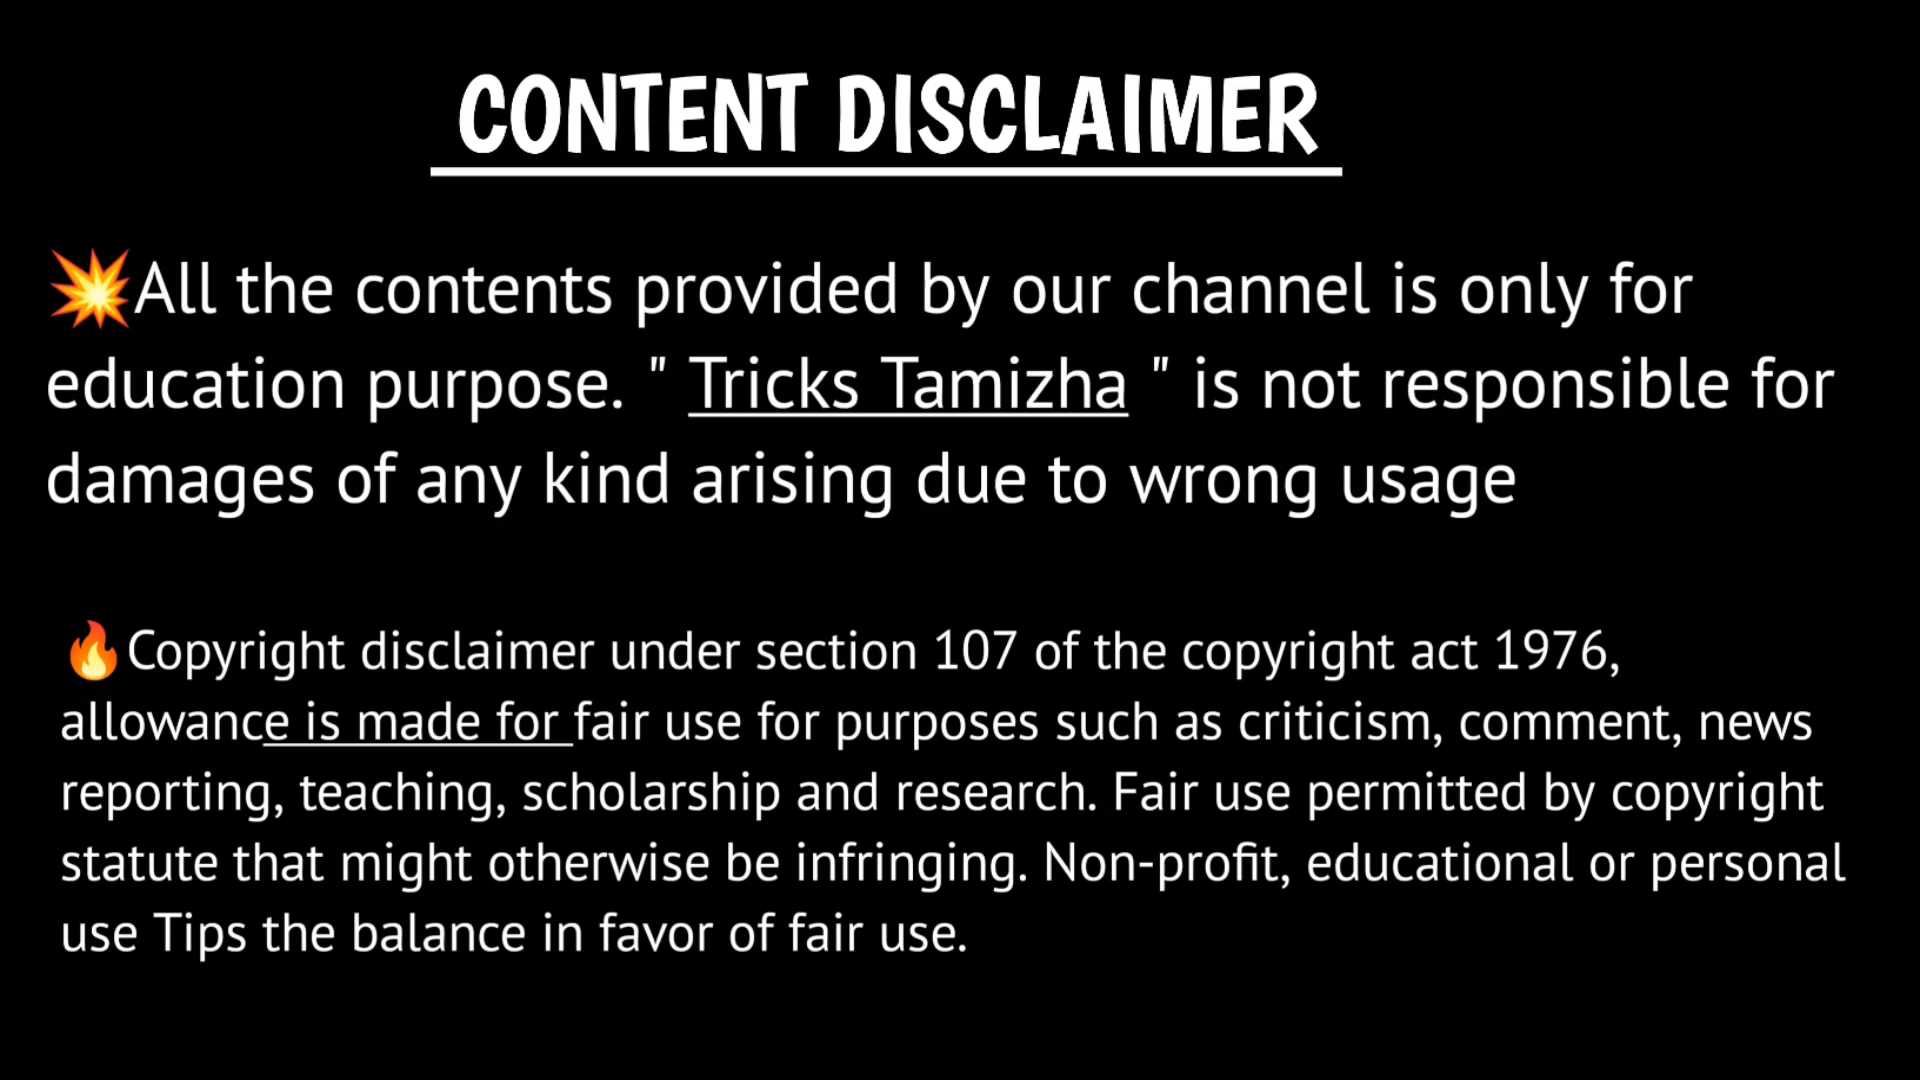 CONTENT DISCLAIMER
💥All the contents provided by our channel is only for
education purpose. " Tricks Tamizha " is not responsible for
damages of any kind arising due to wrong usage
🔥Copyright disclaimer under section 107 of the copyright act 1976,
allowance is made for fair use for purposes such as criticism, comment, news
reporting, teaching, scholarship and research. Fair use permitted by copyright
statute that might otherwise be infringing. Non-profit, educational or personal
use Tips the balance in favor of fair use.